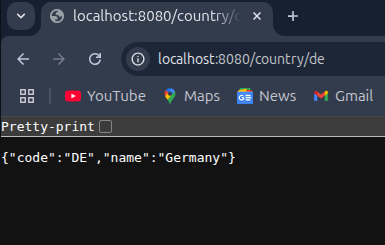 localhost:8080/country/
localhost:8080/country/de
YouTube Maps News Gmail
Pretty-print
{"code":"DE","name":"Germany"}